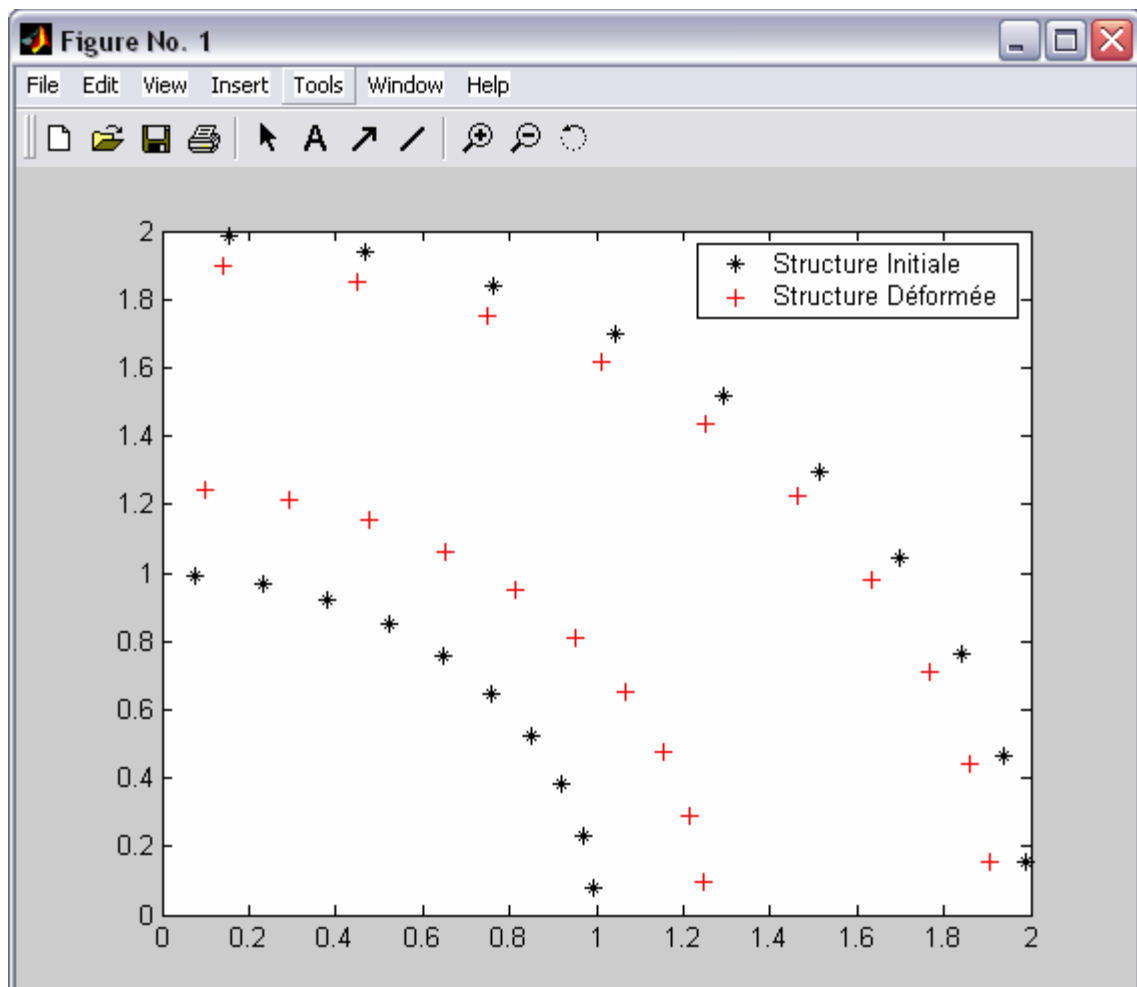 Figure No. 1
File Edit View Insert Tools Window Help
A
Structure Initiale
Structure Déformée
2
1.8
1.6
1.4
1.2
1
0.8
0.6
0.4
0.2
0
0 0.2 0.4 0.6 0.8 1 1.2 1.4 1.6 1.8 2